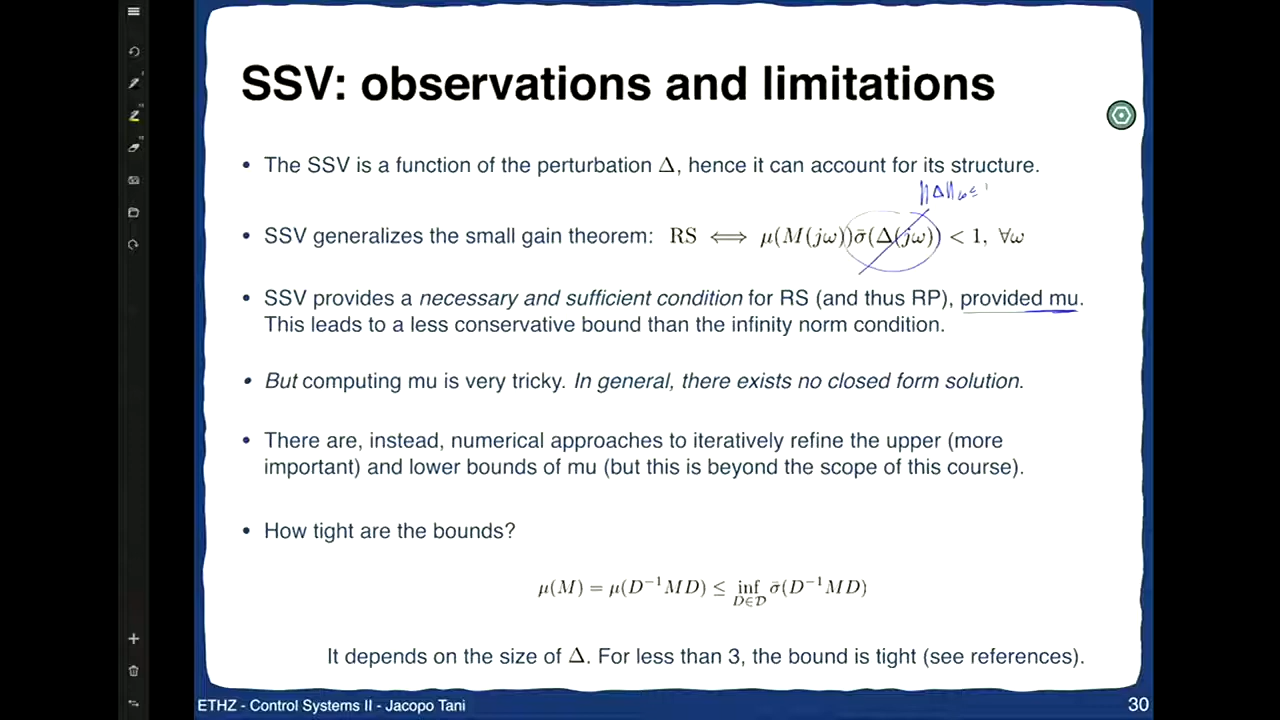 SSV: observations and limitations
• The SSV is a function of the perturbation Δ, hence it can account for its structure.
||Δ||∞ ≤
• SSV generalizes the small gain theorem: RS ⟺ μ(M(jω))σ̄(Δ(jω)) < 1, ∀ω
• SSV provides a necessary and sufficient condition for RS (and thus RP), provided mu.
This leads to a less conservative bound than the infinity norm condition.
• But computing mu is very tricky. In general, there exists no closed form solution.
• There are, instead, numerical approaches to iteratively refine the upper (more
important) and lower bounds of mu (but this is beyond the scope of this course).
• How tight are the bounds?
μ(M) = μ(D⁻¹MD) ≤ inf_{D∈𝒟} σ̄(D⁻¹MD)
It depends on the size of Δ. For less than 3, the bound is tight (see references).
ETHZ - Control Systems II - Jacopo Tani
30